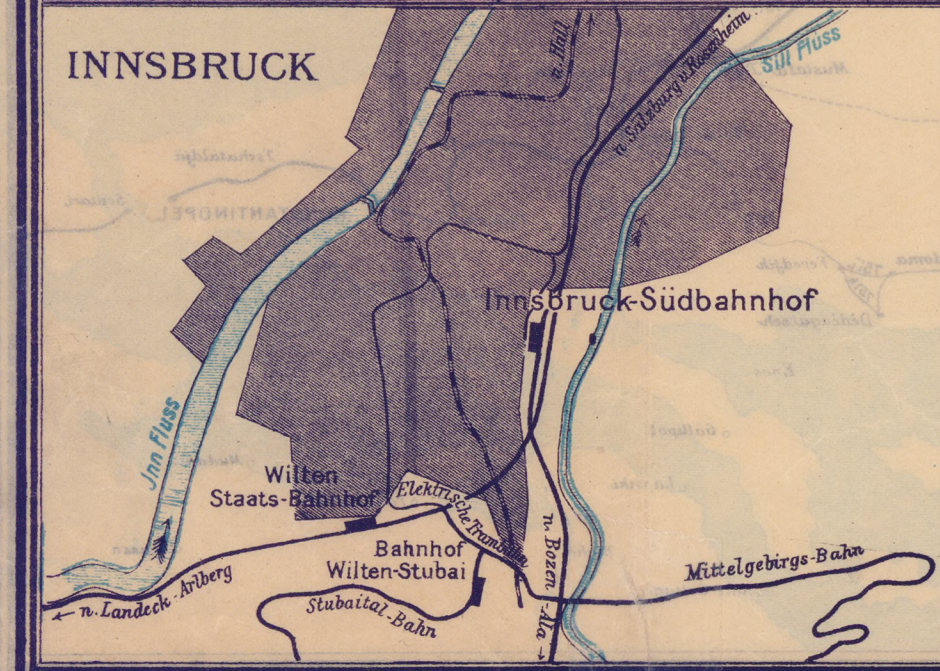 INNSBRUCK
n. Hall
n. Salzburg u. Rosenheim.
Sill Fluss
Innsbruck-Südbahnhof
Jnn Fluss
Wilten
Staats-Bahnhof
Elektrische Trambahn
Bahnhof
Wilten-Stubai
n. Bozen-Ala →
Mittelgebirgs-Bahn
← n. Landeck-Arlberg
Stubaital-Bahn